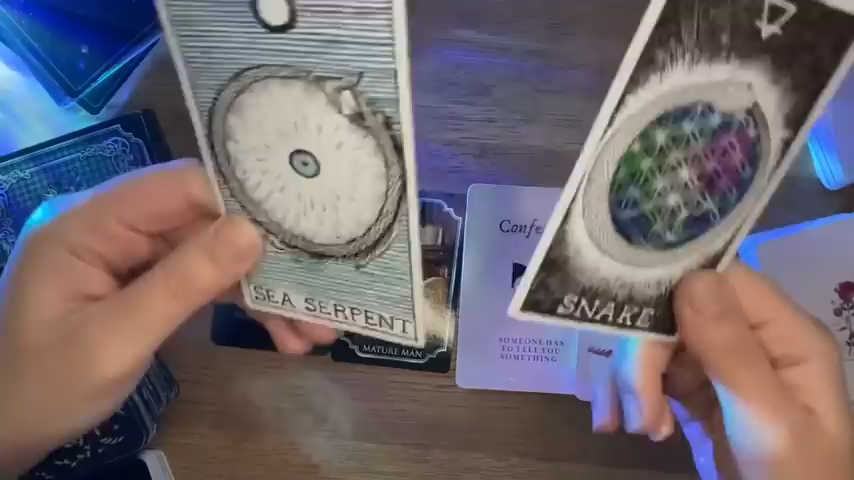 SEA SERPENT
SNAKE
MATURE MAN
Confe
SOMEONE HAS
TO TELL YOU
SOMETHING